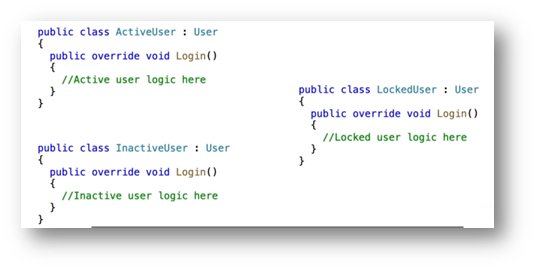 public class ActiveUser : User
{
public override void Login()
{
//Active user logic here
}
}
public class InactiveUser : User
{
public override void Login()
{
//Inactive user logic here
}
}
public class LockedUser : User
{
public override void Login()
{
//Locked user logic here
}
}